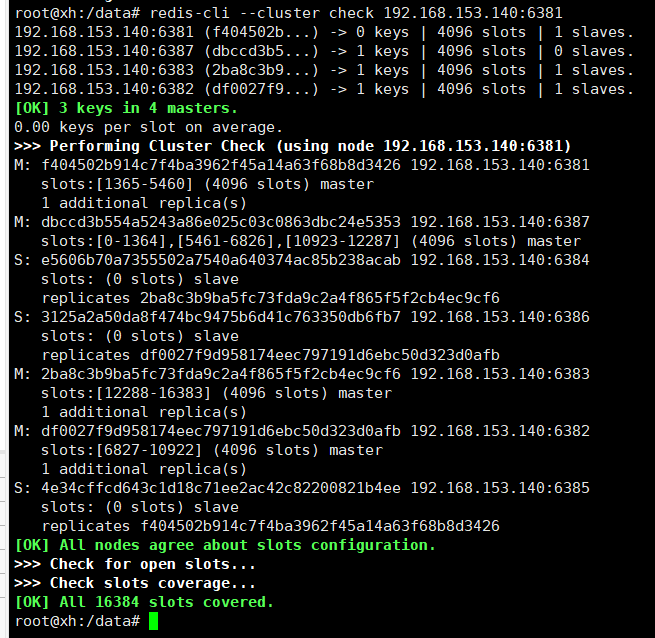 root@xh:/data# redis-cli --cluster check 192.168.153.140:6381
192.168.153.140:6381 (f404502b...) -> 0 keys | 4096 slots | 1 slaves.
192.168.153.140:6387 (dbccd3b5...) -> 1 keys | 4096 slots | 0 slaves.
192.168.153.140:6383 (2ba8c3b9...) -> 1 keys | 4096 slots | 1 slaves.
192.168.153.140:6382 (df0027f9...) -> 1 keys | 4096 slots | 1 slaves.
[OK] 3 keys in 4 masters.
0.00 keys per slot on average.
>>> Performing Cluster Check (using node 192.168.153.140:6381)
M: f404502b914c7f4ba3962f45a14a63f68b8d3426 192.168.153.140:6381
   slots:[1365-5460] (4096 slots) master
   1 additional replica(s)
M: dbccd3b554a5243a86e025c03c0863dbc24e5353 192.168.153.140:6387
   slots:[0-1364],[5461-6826],[10923-12287] (4096 slots) master
S: e5606b70a7355502a7540a640374ac85b238acab 192.168.153.140:6384
   slots: (0 slots) slave
   replicates 2ba8c3b9ba5fc73fda9c2a4f865f5f2cb4ec9cf6
S: 3125a2a50da8f474bc9475b6d41c763350db6fb7 192.168.153.140:6386
   slots: (0 slots) slave
   replicates df0027f9d958174eec797191d6ebc50d323d0afb
M: 2ba8c3b9ba5fc73fda9c2a4f865f5f2cb4ec9cf6 192.168.153.140:6383
   slots:[12288-16383] (4096 slots) master
   1 additional replica(s)
M: df0027f9d958174eec797191d6ebc50d323d0afb 192.168.153.140:6382
   slots:[6827-10922] (4096 slots) master
   1 additional replica(s)
S: 4e34cffcd643c1d18c71ee2ac42c82200821b4ee 192.168.153.140:6385
   slots: (0 slots) slave
   replicates f404502b914c7f4ba3962f45a14a63f68b8d3426
[OK] All nodes agree about slots configuration.
>>> Check for open slots...
>>> Check slots coverage...
[OK] All 16384 slots covered.
root@xh:/data#